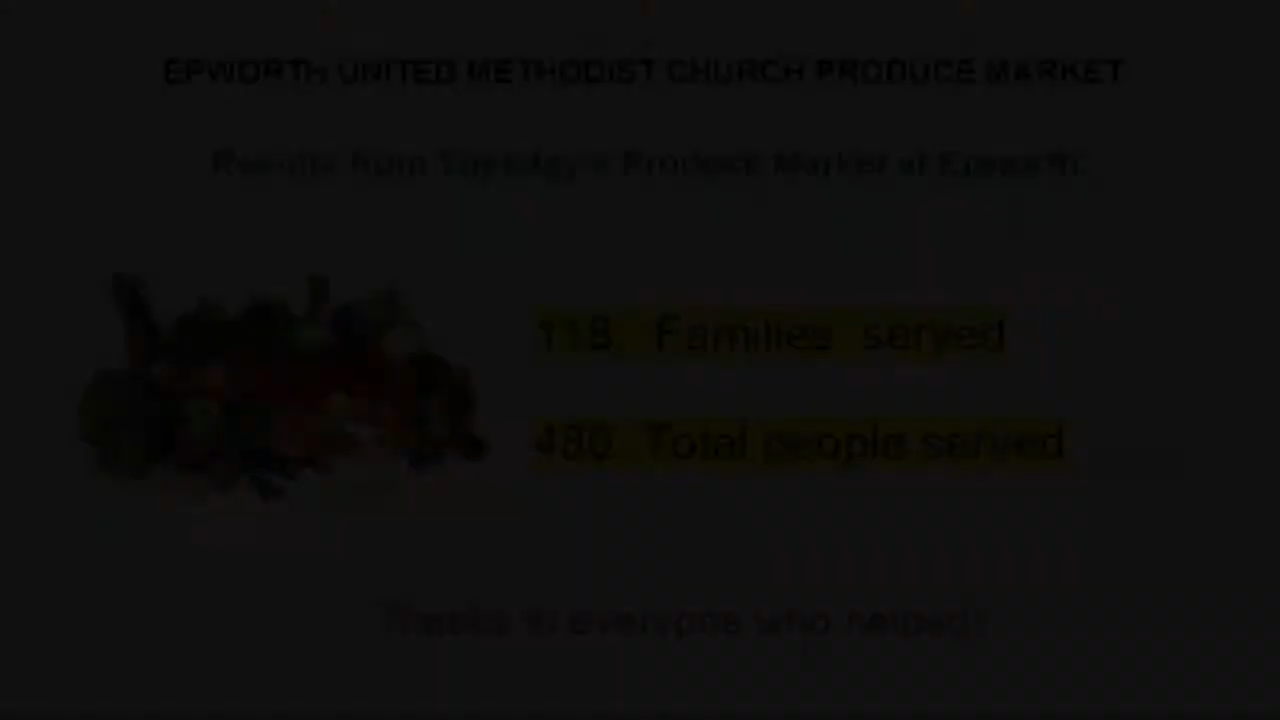 EPWORTH UNITED METHODIST CHURCH PRODUCE MARKET
Results from Tuesday's Produce Market at Epworth:
118 Families served
480 Total people served
Thanks to everyone who helped!